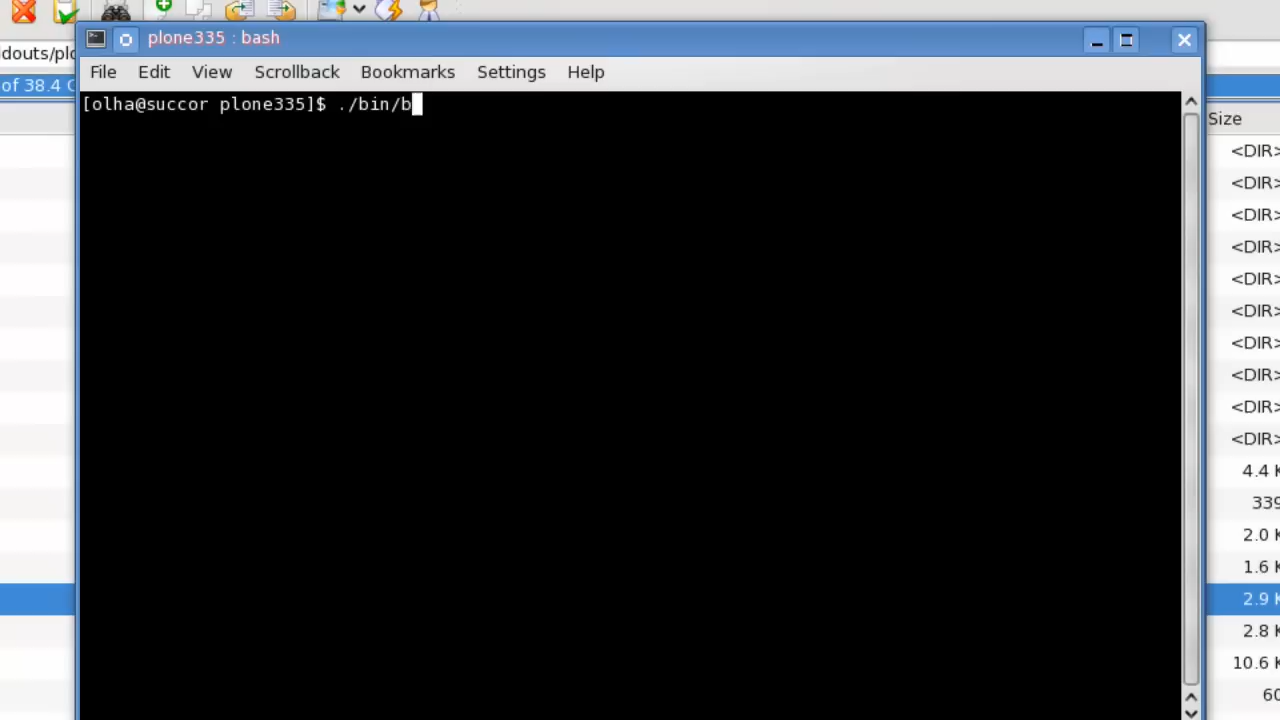 plone335 : bash
douts/plo
of 38.4 G
File Edit View Scrollback Bookmarks Settings Help
[olha@succor plone335]$ ./bin/b
Size
<DIR>
<DIR>
<DIR>
<DIR>
<DIR>
<DIR>
<DIR>
<DIR>
<DIR>
<DIR>
4.4 K
339
2.0 K
1.6 K
2.9 K
2.8 K
10.6 K
60